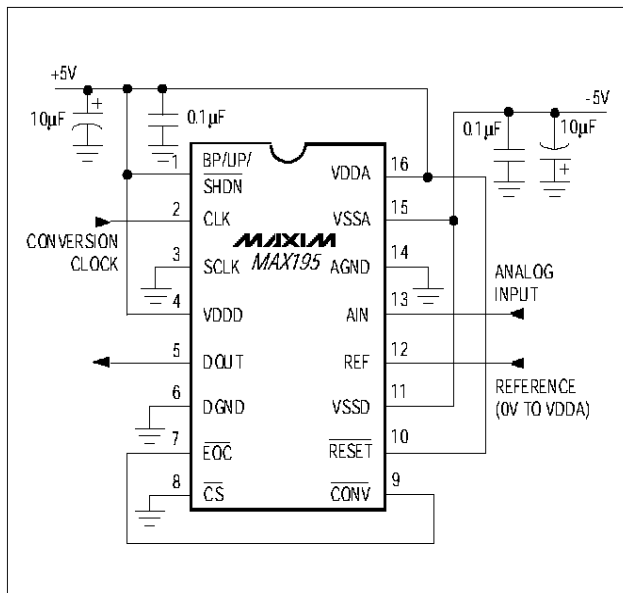 +5V
-5V
10µF
+
0.1µF
0.1µF
10µF
+
1
BP/UP/
SHDN
VDDA
16
2
CLK
VSSA
15
CONVERSION
CLOCK
MAXIM
MAX195
3
SCLK
AGND
14
ANALOG
INPUT
4
VDDD
AIN
13
5
DOUT
REF
12
REFERENCE
(0V TO VDDA)
6
DGND
VSSD
11
7
EOC
RESET
10
8
CS
CONV
9